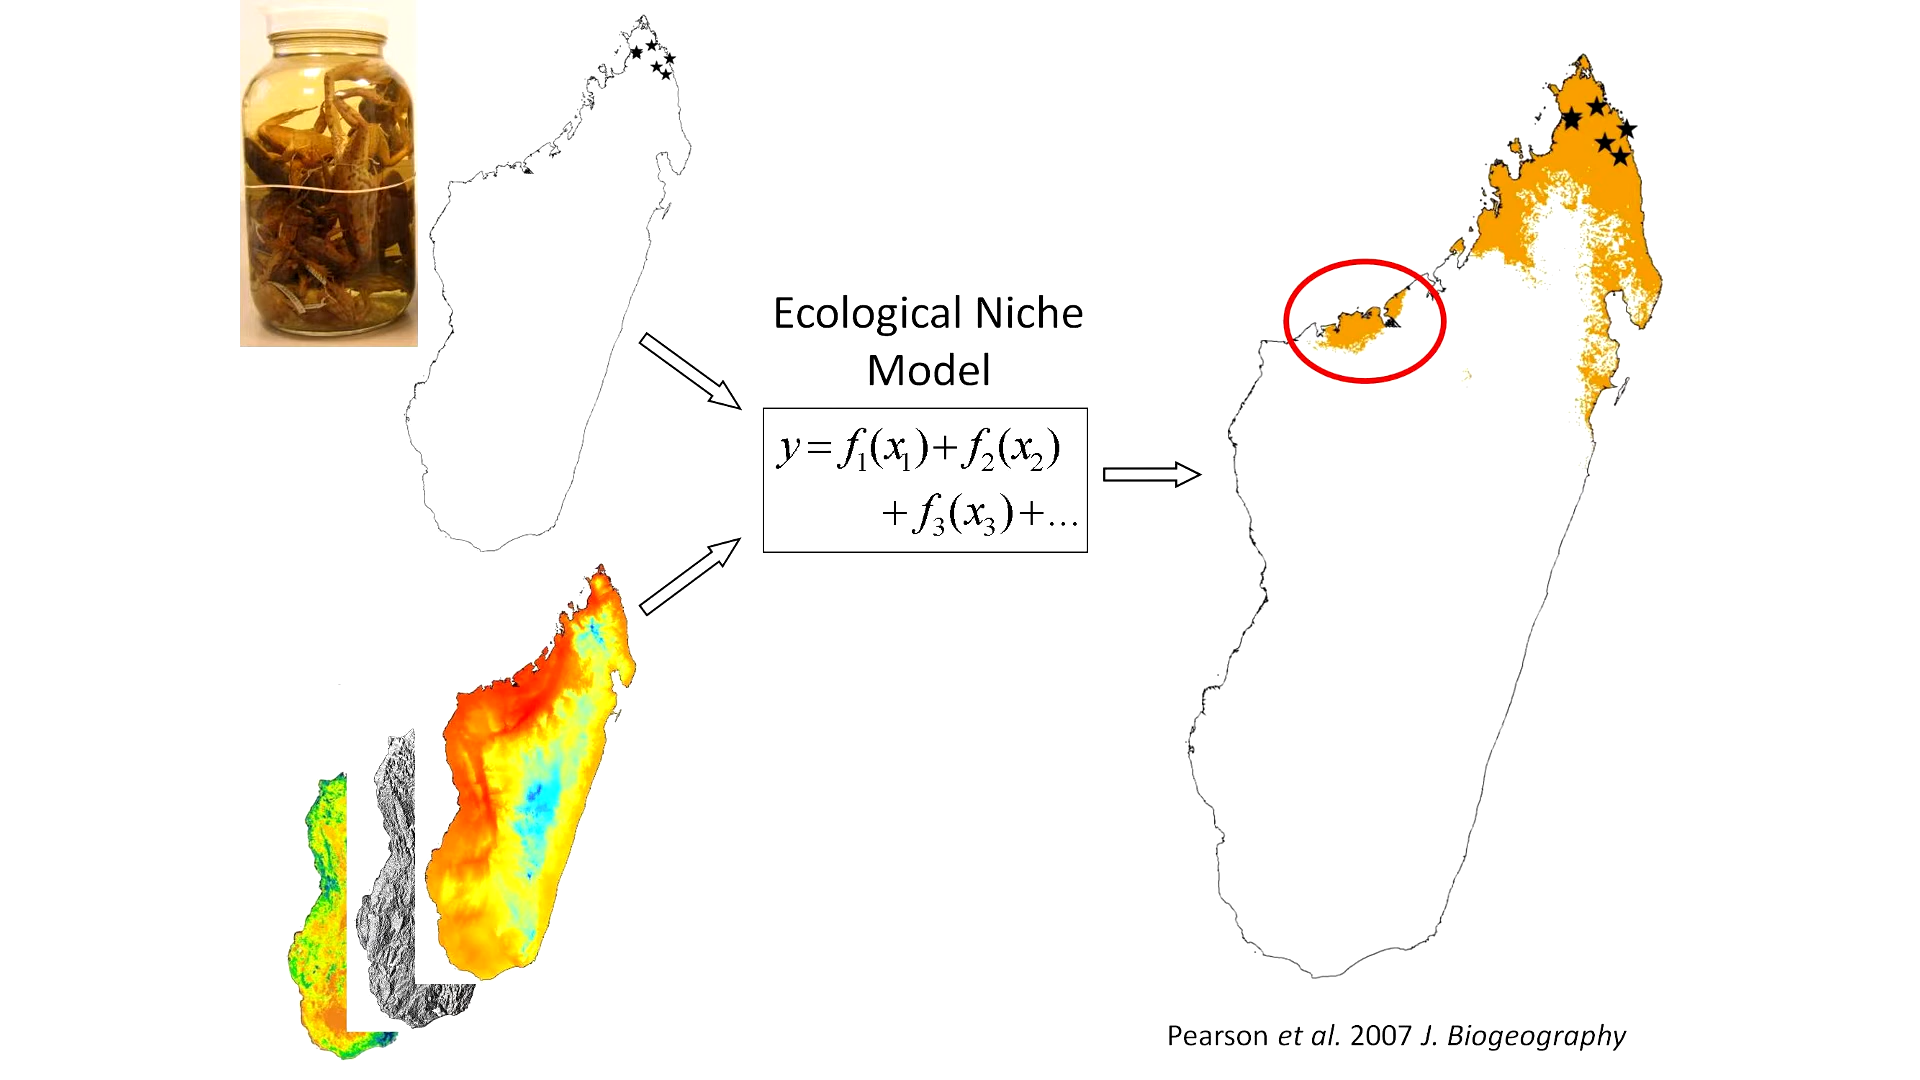 Ecological Niche
Model
y = f₁(x₁) + f₂(x₂)
+ f₃(x₃) + ...
Pearson et al. 2007 J. Biogeography